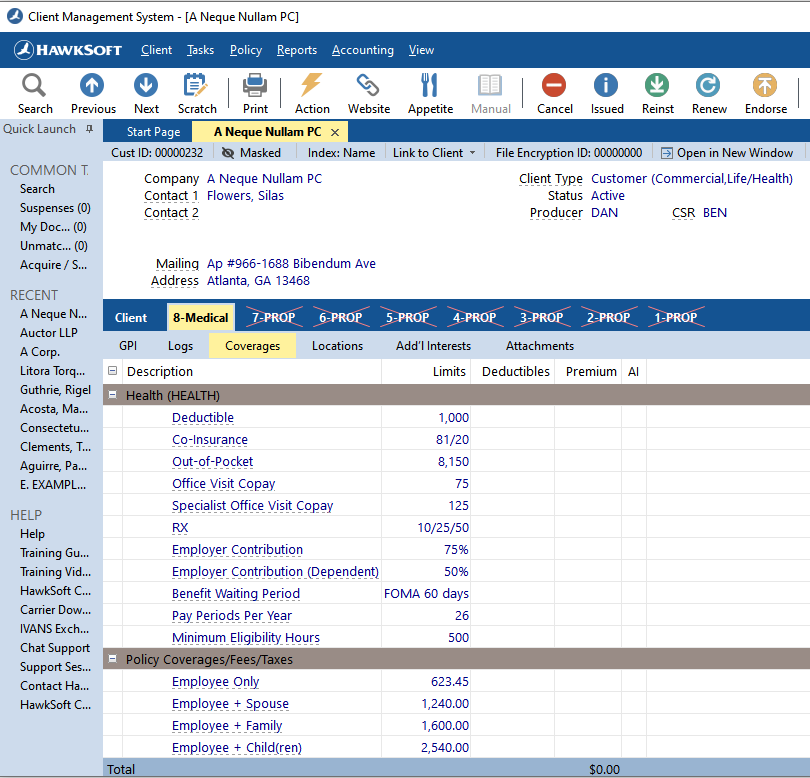 Client Management System - [A Neque Nullam PC]
HAWKSOFT Client Tasks Policy Reports Accounting View
Search Previous Next Scratch Print Action Website Appetite Manual Cancel Issued Reinst Renew Endorse
Quick Launch
Start Page A Neque Nullam PC ×
Cust ID: 00000232 Masked Index: Name Link to Client File Encryption ID: 00000000 Open in New Window
COMMON T.
Search
Suspenses (0)
My Doc... (0)
Unmatc... (0)
Acquire / S...
RECENT
A Neque N...
Auctor LLP
A Corp.
Litora Torq...
Guthrie, Rigel
Acosta, Ma...
Consectetu...
Clements, T...
Aguirre, Pa...
E. EXAMPL...
HELP
Help
Training Gu...
Training Vid...
HawkSoft C...
Carrier Dow...
IVANS Exch...
Chat Support
Support Ses...
Contact Ha...
HawkSoft C...
Company A Neque Nullam PC
Contact 1 Flowers, Silas
Contact 2
Client Type Customer (Commercial,Life/Health)
Status Active
Producer DAN CSR BEN
Mailing Ap #966-1688 Bibendum Ave
Address Atlanta, GA 13468
Client 8-Medical 7-PROP 6-PROP 5-PROP 4-PROP 3-PROP 2-PROP 1-PROP
GPI Logs Coverages Locations Add'l Interests Attachments
Description Limits Deductibles Premium AI
Health (HEALTH)
Deductible 1,000
Co-Insurance 81/20
Out-of-Pocket 8,150
Office Visit Copay 75
Specialist Office Visit Copay 125
RX 10/25/50
Employer Contribution 75%
Employer Contribution (Dependent) 50%
Benefit Waiting Period FOMA 60 days
Pay Periods Per Year 26
Minimum Eligibility Hours 500
Policy Coverages/Fees/Taxes
Employee Only 623.45
Employee + Spouse 1,240.00
Employee + Family 1,600.00
Employee + Child(ren) 2,540.00
Total $0.00